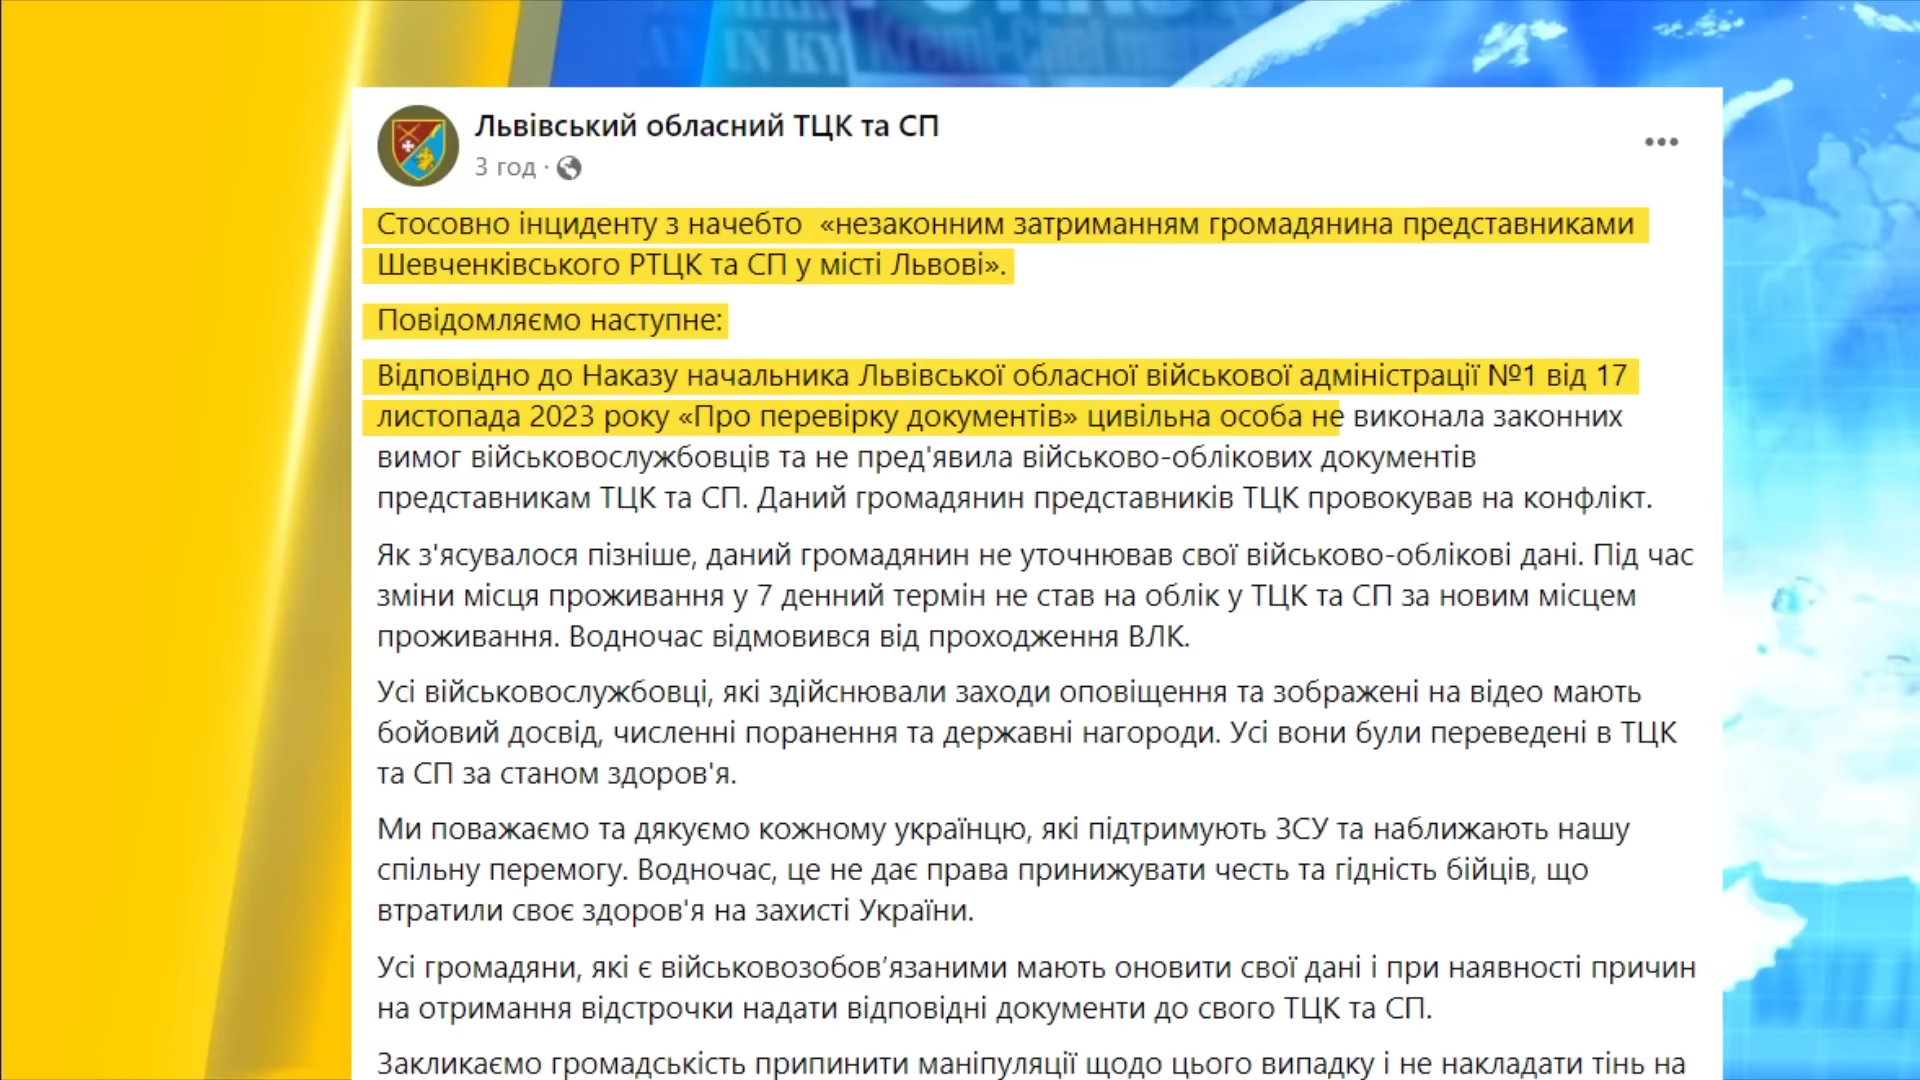 IN KY Kreml-Chef
Львівський обласний ТЦК та СП
3 год ·
Стосовно інциденту з начебто «незаконним затриманням громадянина представниками
Шевченківського РТЦК та СП у місті Львові».
Повідомляємо наступне:
Відповідно до Наказу начальника Львівської обласної військової адміністрації №1 від 17
листопада 2023 року «Про перевірку документів» цивільна особа не виконала законних
вимог військовослужбовців та не пред'явила військово-облікових документів
представникам ТЦК та СП. Даний громадянин представників ТЦК провокував на конфлікт.
Як з'ясувалося пізніше, даний громадянин не уточнював свої військово-облікові дані. Під час
зміни місця проживання у 7 денний термін не став на облік у ТЦК та СП за новим місцем
проживання. Водночас відмовився від проходження ВЛК.
Усі військовослужбовці, які здійснювали заходи оповіщення та зображені на відео мають
бойовий досвід, численні поранення та державні нагороди. Усі вони були переведені в ТЦК
та СП за станом здоров'я.
Ми поважаємо та дякуємо кожному українцю, які підтримують ЗСУ та наближають нашу
спільну перемогу. Водночас, це не дає права принижувати честь та гідність бійців, що
втратили своє здоров'я на захисті України.
Усі громадяни, які є військовозобов’язаними мають оновити свої дані і при наявності причин
на отримання відстрочки надати відповідні документи до свого ТЦК та СП.
Закликаємо громадськість припинити маніпуляції щодо цього випадку і не накладати тінь на